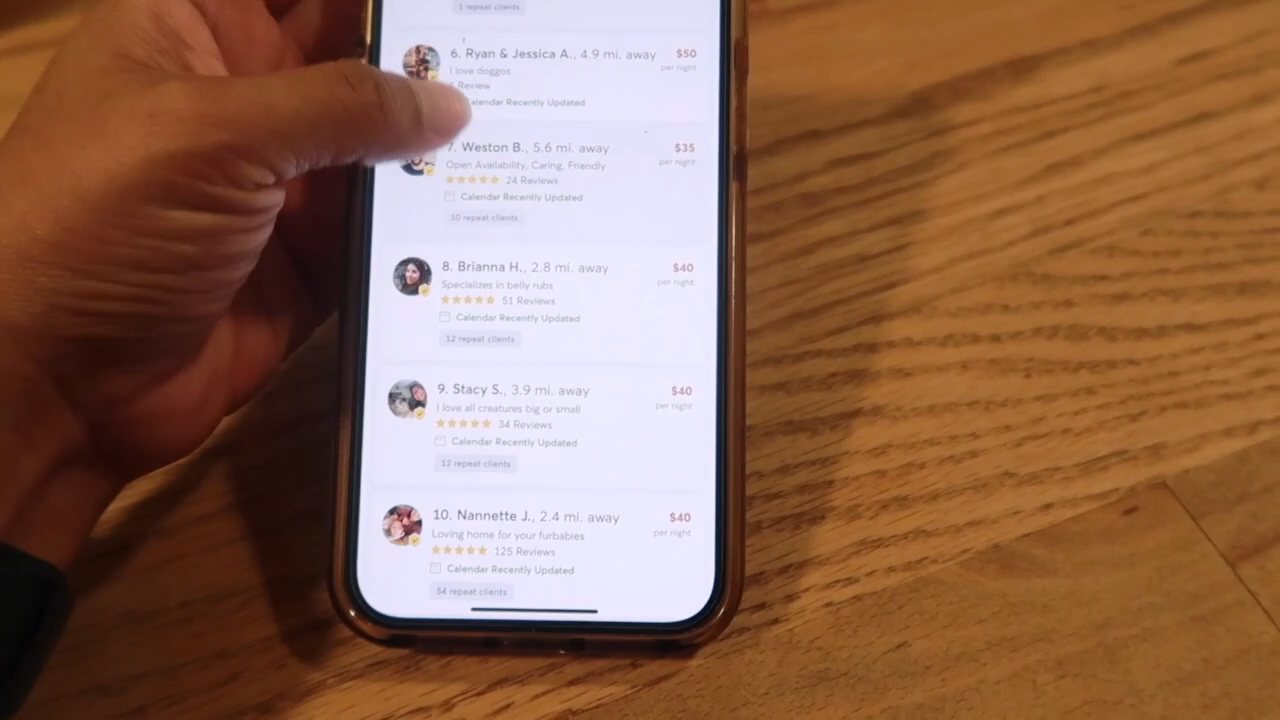 1 repeat clients
6. Ryan & Jessica A., 4.9 mi. away
$50
I love doggos
per night
Review
Calendar Recently Updated
7. Weston B., 5.6 mi. away
$35
Open Availability, Caring, Friendly
per night
24 Reviews
Calendar Recently Updated
10 repeat clients
8. Brianna H., 2.8 mi. away
$40
Specializes in belly rubs
per night
51 Reviews
Calendar Recently Updated
12 repeat clients
9. Stacy S., 3.9 mi. away
$40
I love all creatures big or small
per night
34 Reviews
Calendar Recently Updated
12 repeat clients
10. Nannette J., 2.4 mi. away
$40
Loving home for your furbabies
per night
125 Reviews
Calendar Recently Updated
54 repeat clients